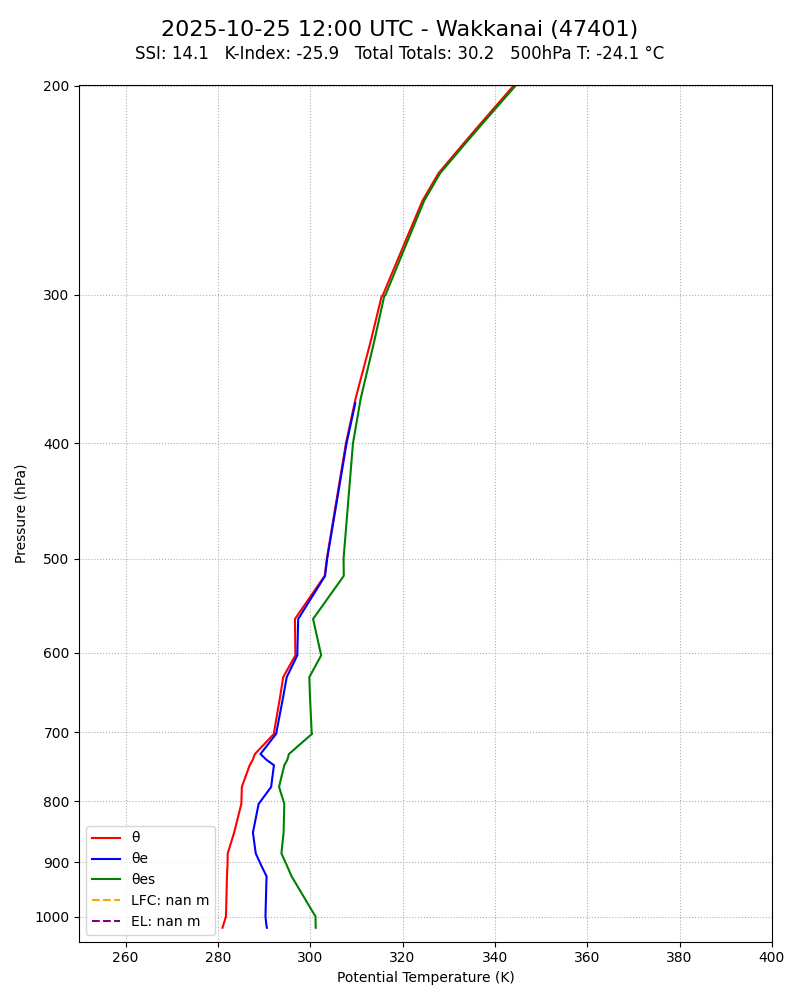 2025-10-25 12:00 UTC - Wakkanai (47401)
SSI: 14.1   K-Index: -25.9   Total Totals: 30.2   500hPa T: -24.1 °C
200
300
400
500
600
700
800
900
1000
Pressure (hPa)
θ
θe
θes
LFC: nan m
EL: nan m
260 280 300 320 340 360 380 400
Potential Temperature (K)